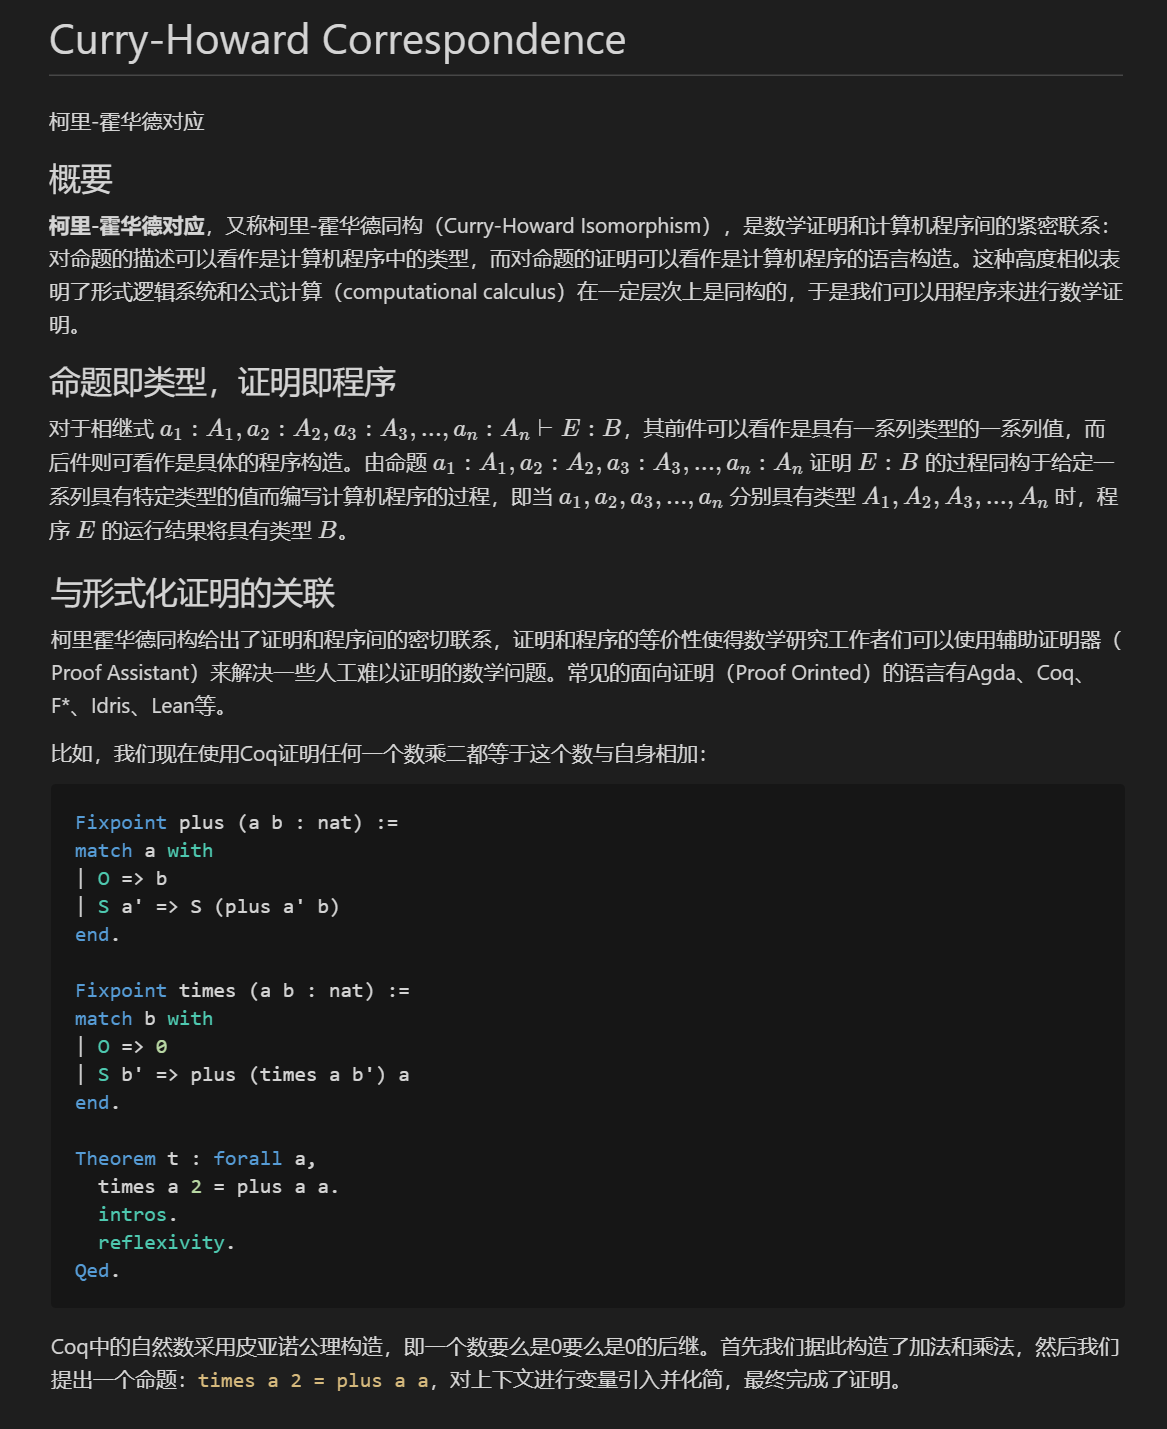 Curry-Howard Correspondence
柯里-霍华德对应
概要
柯里-霍华德对应，又称柯里-霍华德同构（Curry-Howard Isomorphism），是数学证明和计算机程序间的紧密联系：
对命题的描述可以看作是计算机程序中的类型，而对命题的证明可以看作是计算机程序的语言构造。这种高度相似表
明了形式逻辑系统和公式计算（computational calculus）在一定层次上是同构的，于是我们可以用程序来进行数学证
明。
命题即类型，证明即程序
对于相继式 a₁ : A₁, a₂ : A₂, a₃ : A₃, ..., aₙ : Aₙ ⊢ E : B，其前件可以看作是具有一系列类型的一系列值，而
后件则可看作是具体的程序构造。由命题 a₁ : A₁, a₂ : A₂, a₃ : A₃, ..., aₙ : Aₙ 证明 E : B 的过程同构于给定一
系列具有特定类型的值而编写计算机程序的过程，即当 a₁, a₂, a₃, ..., aₙ 分别具有类型 A₁, A₂, A₃, ..., Aₙ 时，程
序 E 的运行结果将具有类型 B。
与形式化证明的关联
柯里霍华德同构给出了证明和程序间的密切联系，证明和程序的等价性使得数学研究工作者们可以使用辅助证明器（
Proof Assistant）来解决一些人工难以证明的数学问题。常见的面向证明（Proof Orinted）的语言有Agda、Coq、
F*、Idris、Lean等。
比如，我们现在使用Coq证明任何一个数乘二都等于这个数与自身相加：
Fixpoint plus (a b : nat) :=
match a with
| O => b
| S a' => S (plus a' b)
end.
Fixpoint times (a b : nat) :=
match b with
| O => 0
| S b' => plus (times a b') a
end.
Theorem t : forall a,
  times a 2 = plus a a.
  intros.
  reflexivity.
Qed.
Coq中的自然数采用皮亚诺公理构造，即一个数要么是0要么是0的后继。首先我们据此构造了加法和乘法，然后我们
提出一个命题：times a 2 = plus a a，对上下文进行变量引入并化简，最终完成了证明。